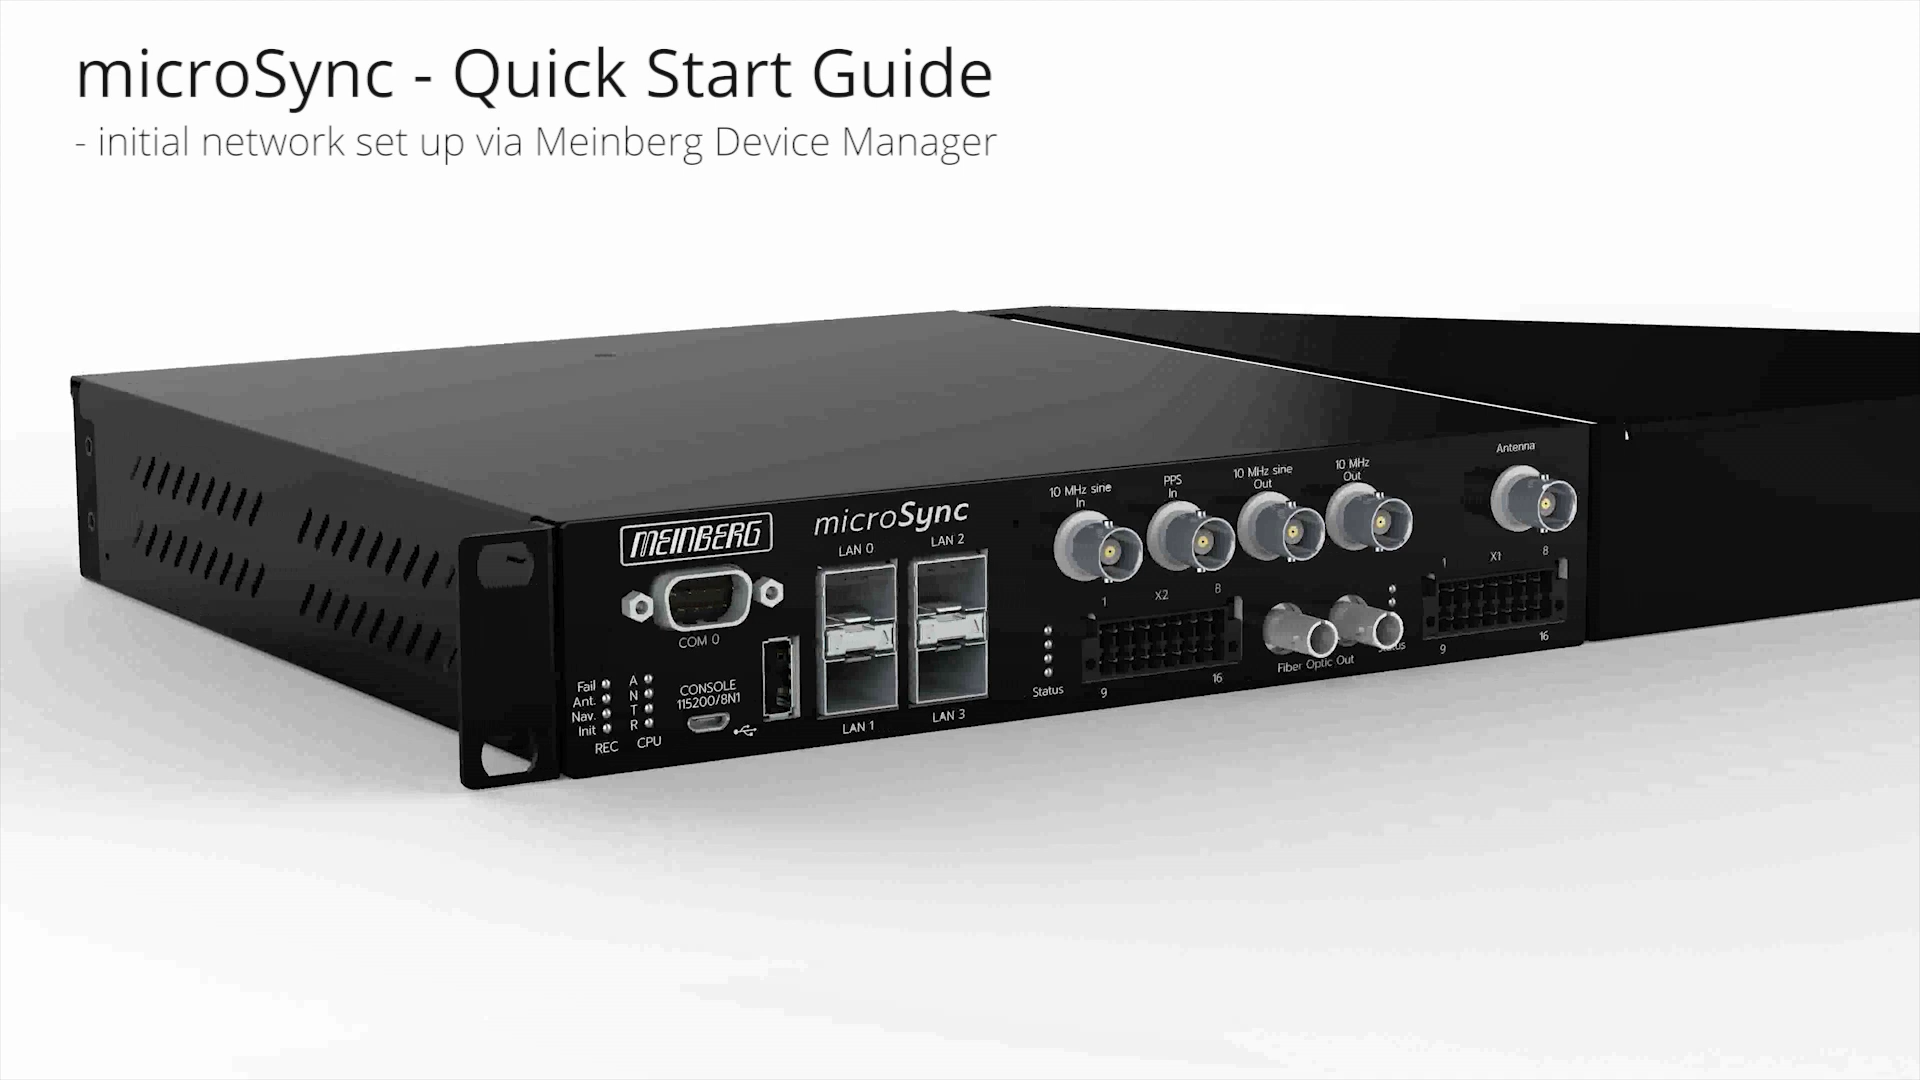 microSync - Quick Start Guide
- initial network set up via Meinberg Device Manager
MEINBERG
microSync
LAN 0
LAN 2
COM 0
CONSOLE
115200/8N1
LAN 1
LAN 3
Fail
Ant.
Nav.
Init
REC
A
N
T
R
CPU
10 MHz sine
In
PPS
In
10 MHz sine
Out
10 MHz
Out
Antenna
1 X2 8
Status
9 16
Fiber Optic Out
1 X1 8
9 16